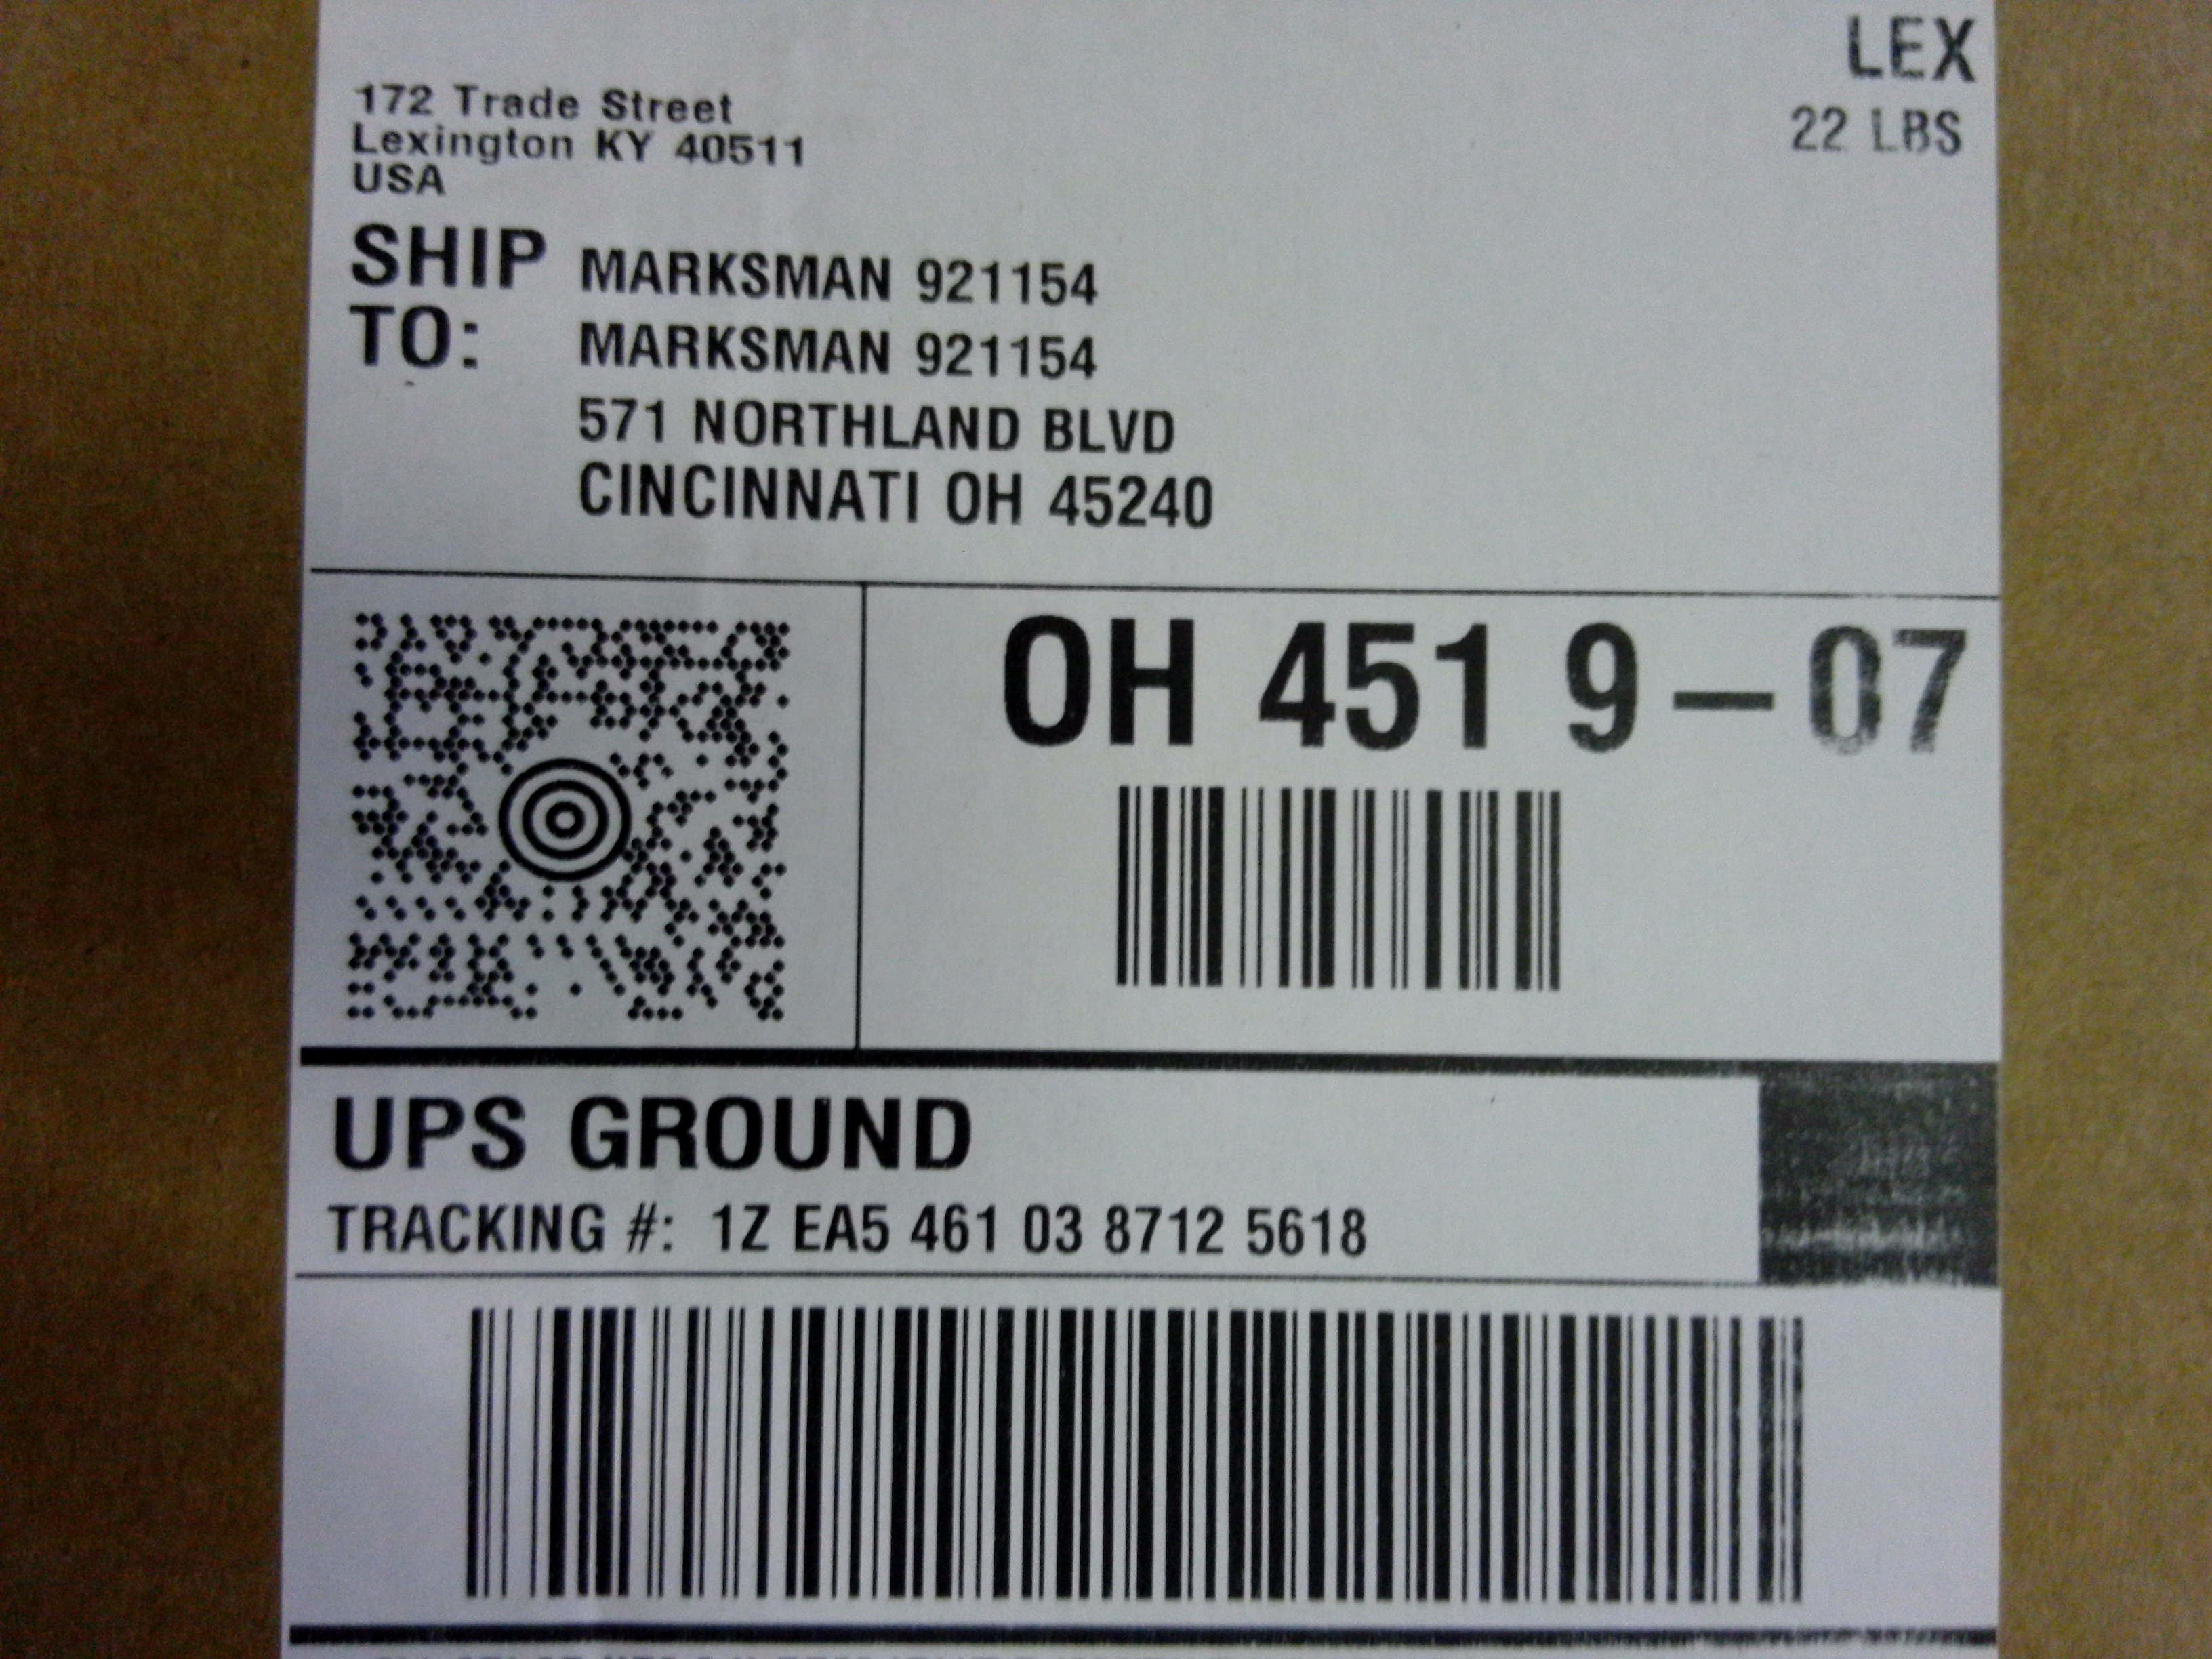 LEX
172 Trade Street
22 LBS
Lexington KY 40511
USA
SHIP TO:
MARKSMAN 921154
MARKSMAN 921154
571 NORTHLAND BLVD
CINCINNATI OH 45240
OH 451 9-07
UPS GROUND
TRACKING #: 1Z EA5 461 03 8712 5618